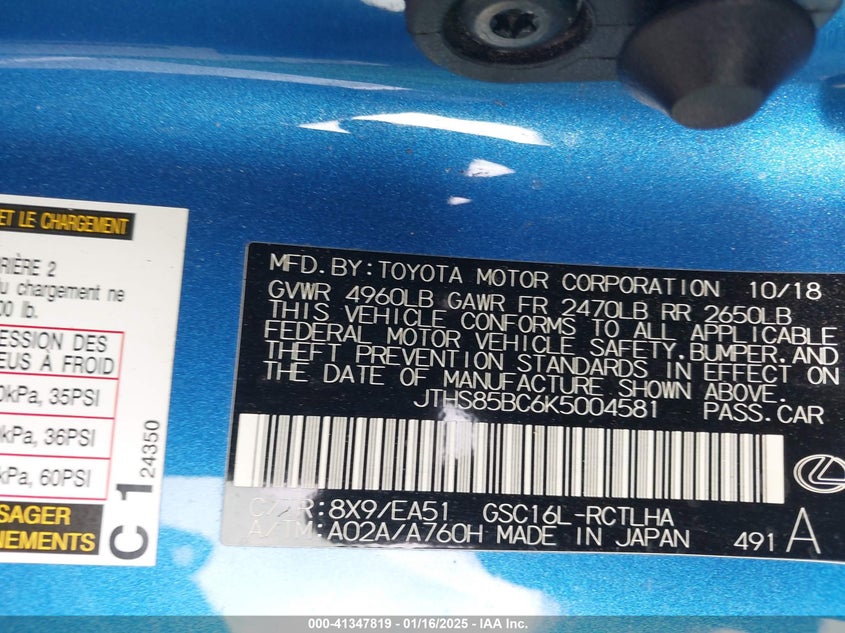 ET LE CHARGEMENT
RIÈRE 2
u chargement ne
00 lb.
ESSION DES
EUS À FROID
kPa, 35PSI
kPa, 36PSI
kPa, 60PSI
SAGER
NEMENTS
C 1
24350
MFD.BY:TOYOTA MOTOR CORPORATION 10/18
GVWR 4960LB GAWR FR 2470LB RR 2650LB
THIS VEHICLE CONFORMS TO ALL APPLICABLE
FEDERAL MOTOR VEHICLE SAFETY,BUMPER,AND
THEFT PREVENTION STANDARDS IN EFFECT ON
THE DATE OF MANUFACTURE SHOWN ABOVE.
JTHS85BC6K5004581 PASS.CAR
C/TR:8X9/EA51 GSC16L-RCTLHA
A/TM:A02A/A760H MADE IN JAPAN 491 A
000-41347819 - 01/16/2025 - IAA Inc.